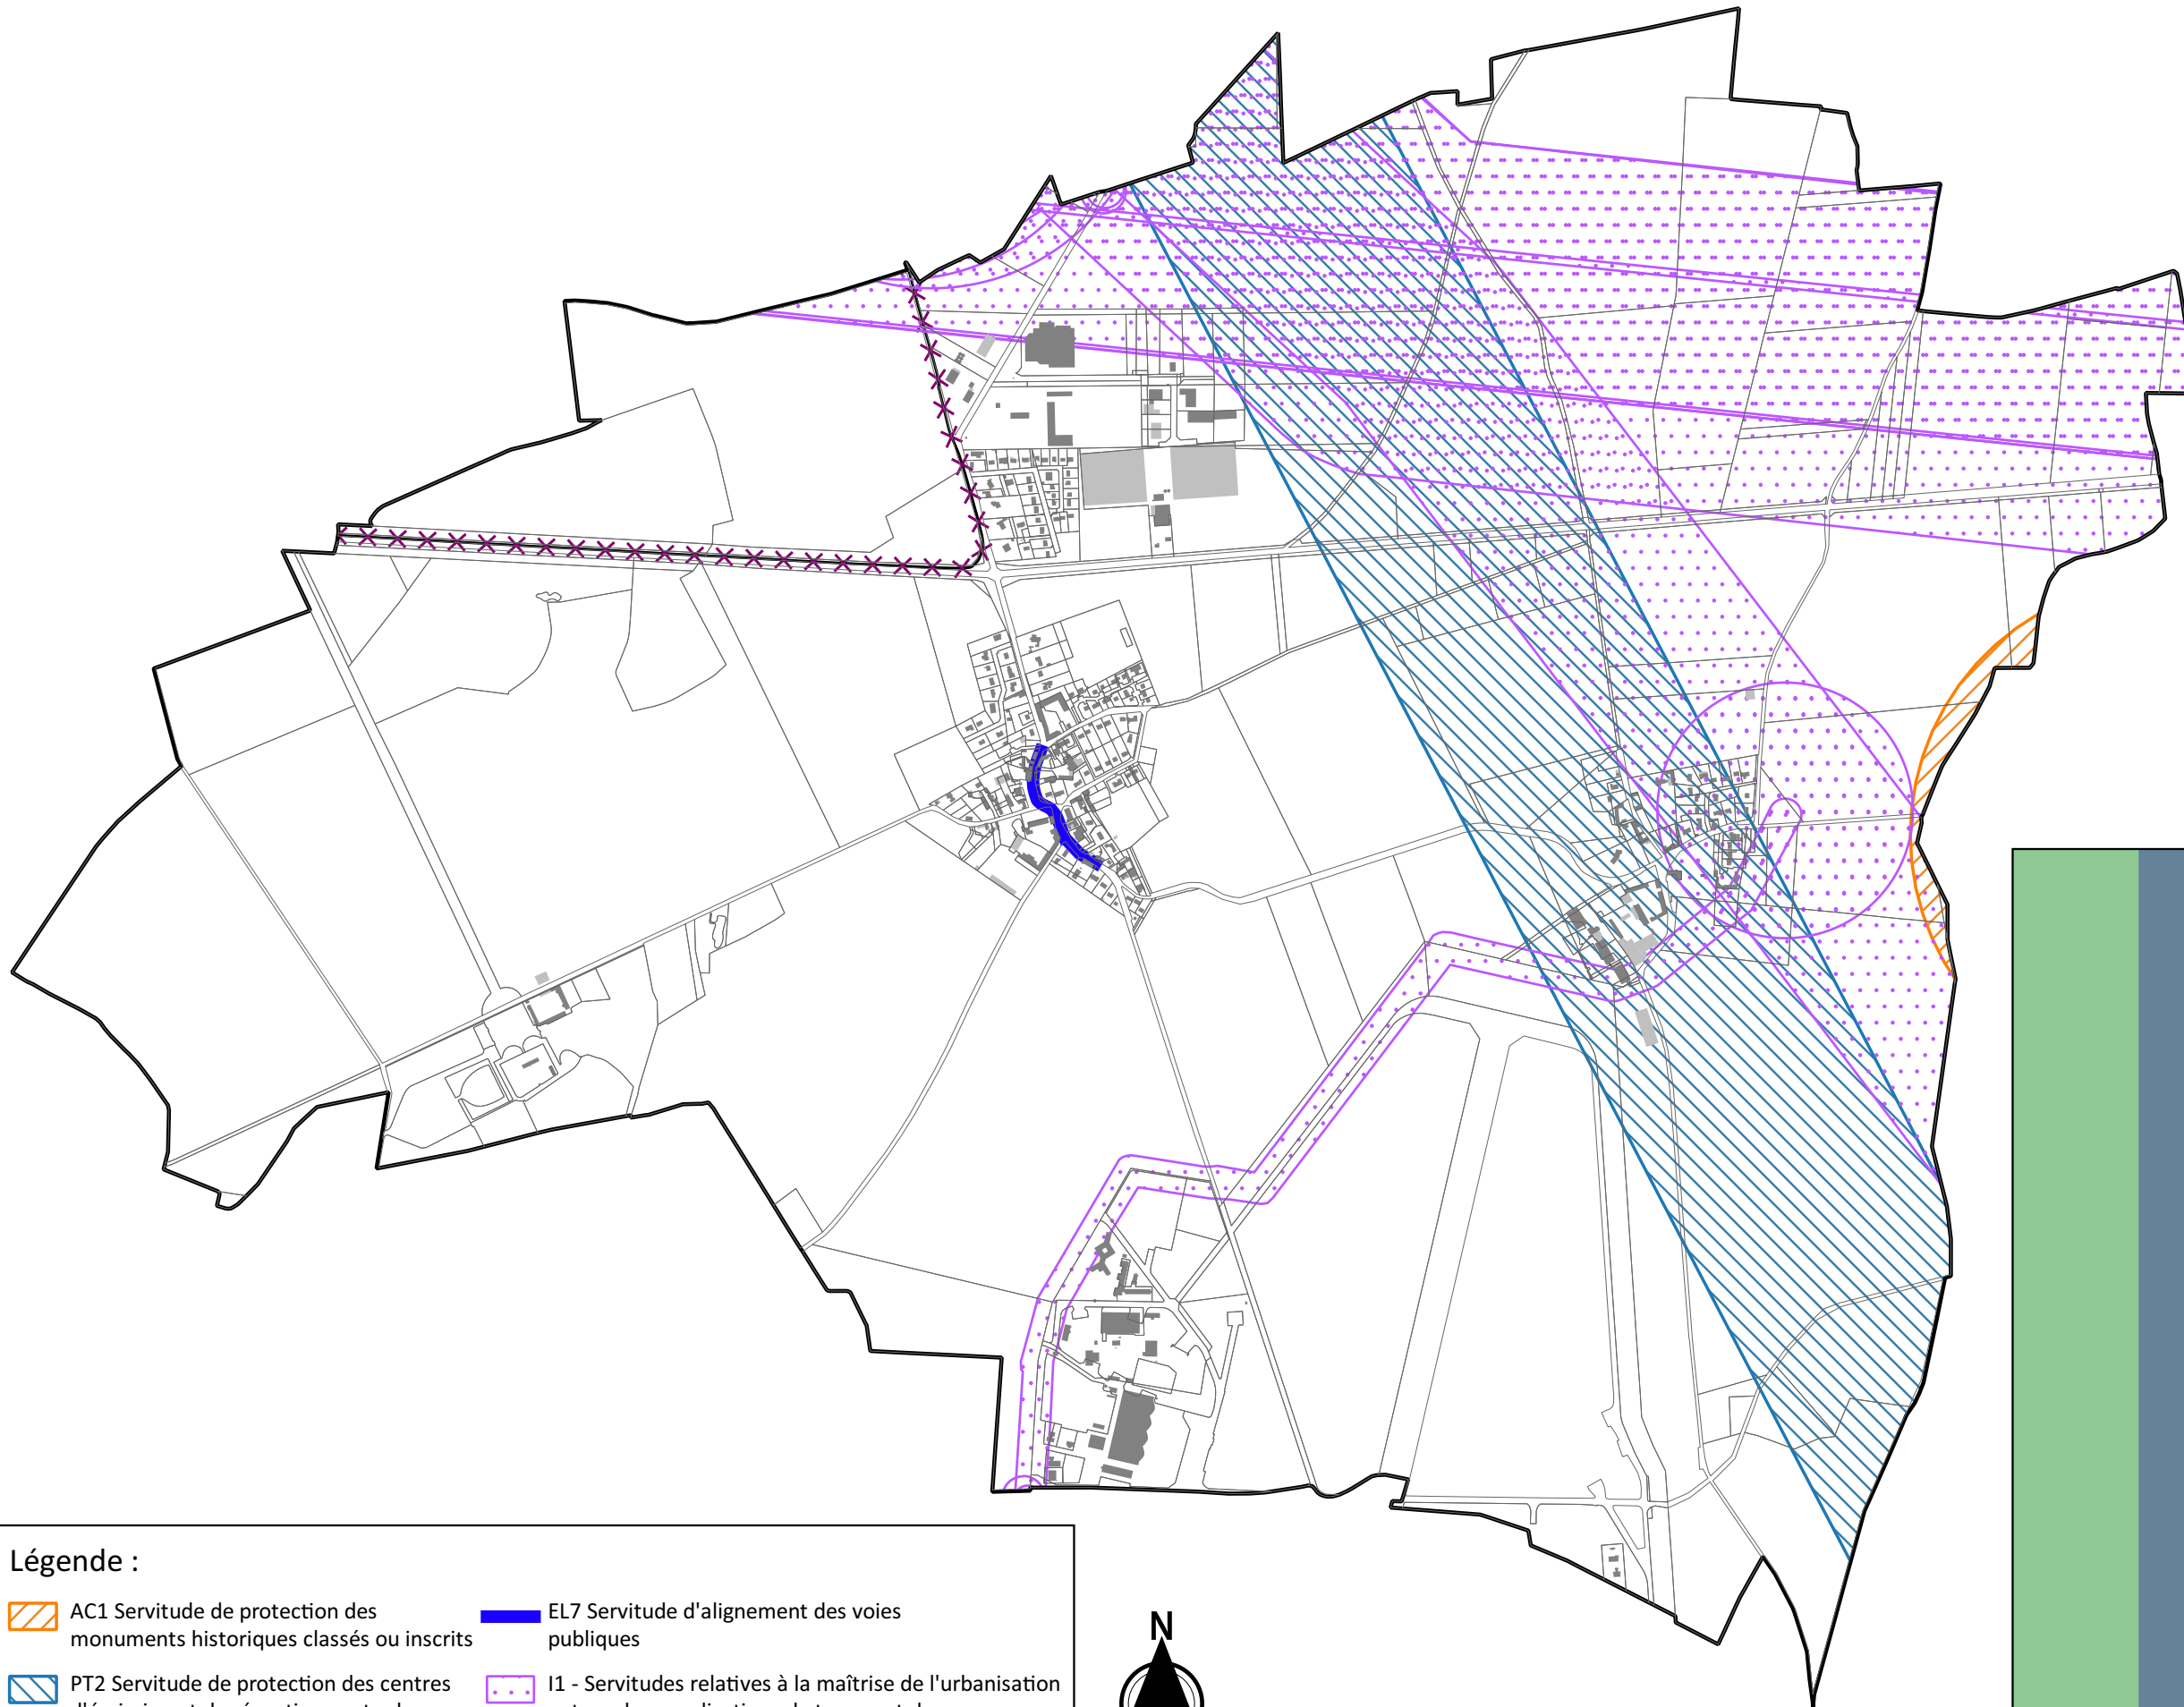 Légende :
AC1 Servitude de protection des
monuments historiques classés ou inscrits
EL7 Servitude d'alignement des voies
publiques
PT2 Servitude de protection des centres
I1 - Servitudes relatives à la maîtrise de l'urbanisation
N